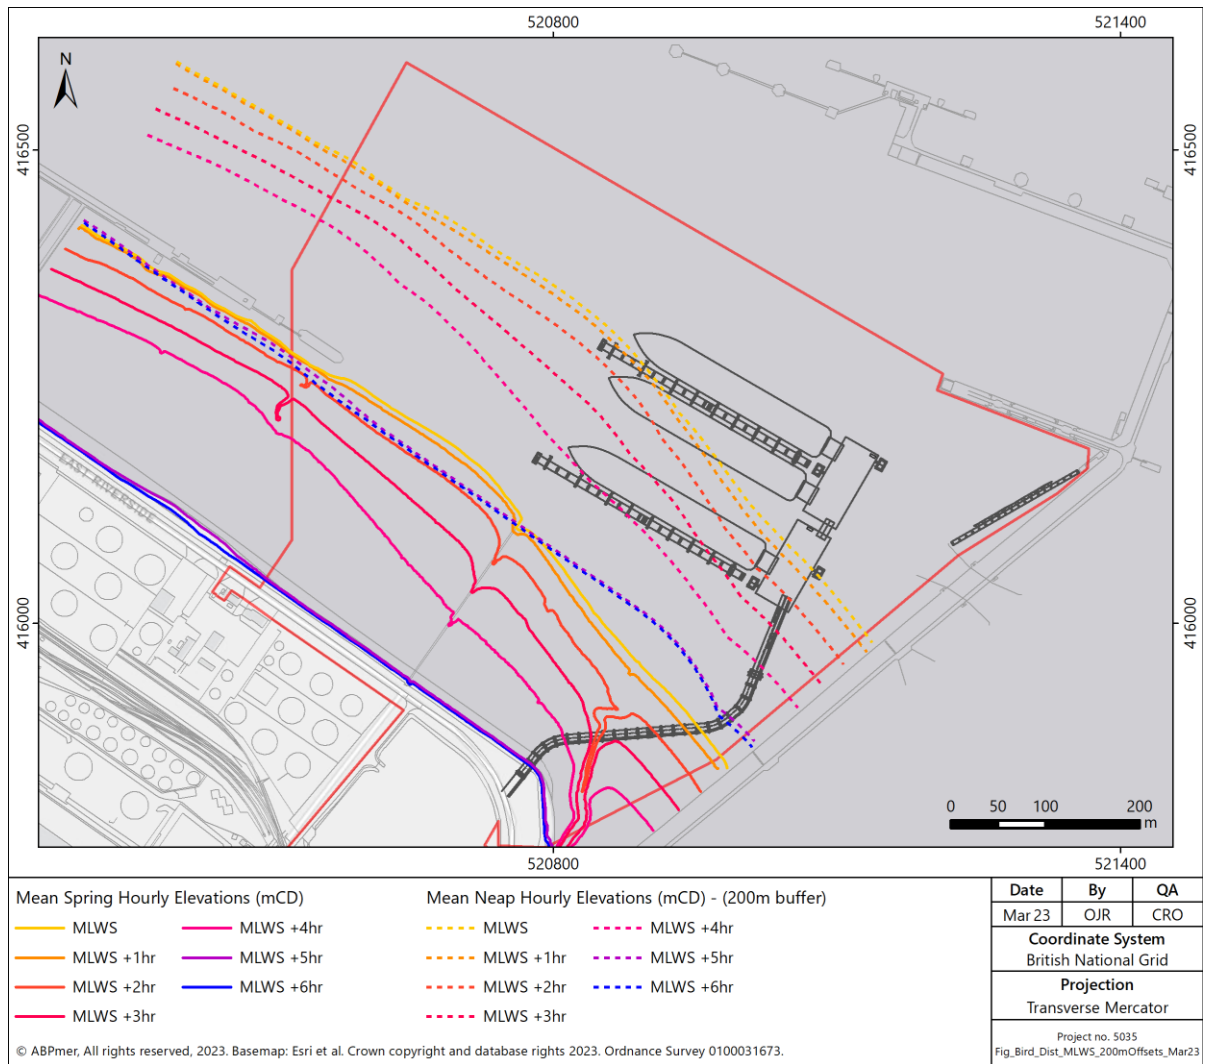 520800
521400
N
416500
416500
EAST RIVERSIDE
416000
416000
0 50 100 200
m
520800
521400
Mean Spring Hourly Elevations (mCD)
MLWS
MLWS +1hr
MLWS +2hr
MLWS +3hr
MLWS +4hr
MLWS +5hr
MLWS +6hr
Mean Neap Hourly Elevations (mCD) - (200m buffer)
MLWS
MLWS +1hr
MLWS +2hr
MLWS +3hr
MLWS +4hr
MLWS +5hr
MLWS +6hr
Date By QA
Mar 23 OJR CRO
Coordinate System
British National Grid
Projection
Transverse Mercator
Project no. 5035
Fig_Bird_Dist_MLWS_200mOffsets_Mar23
© ABPmer, All rights reserved, 2023. Basemap: Esri et al. Crown copyright and database rights 2023. Ordnance Survey 0100031673.